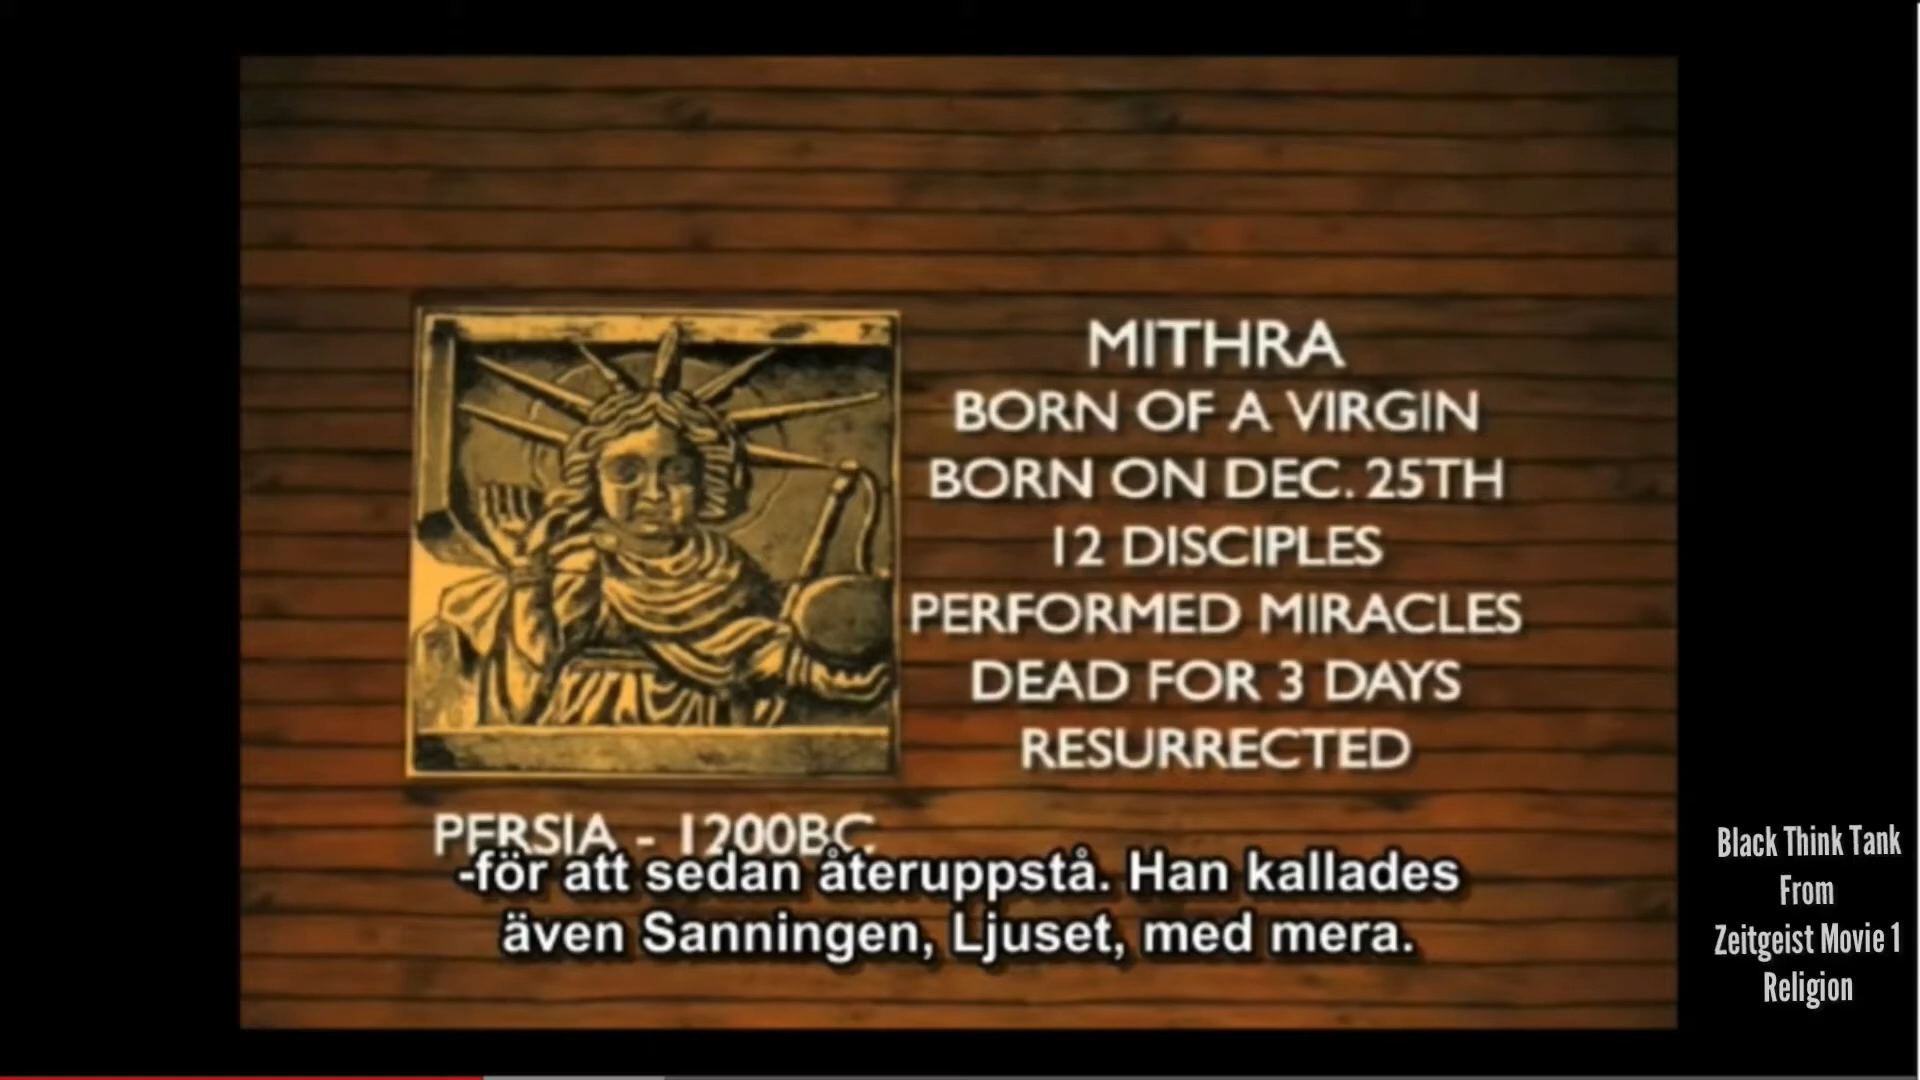 MITHRA
BORN OF A VIRGIN
BORN ON DEC. 25TH
12 DISCIPLES
PERFORMED MIRACLES
DEAD FOR 3 DAYS
RESURRECTED
PERSIA - 1200BC.
-för att sedan återuppstå. Han kallades
även Sanningen, Ljuset, med mera.
Black Think Tank
From
Zeitgeist Movie 1
Religion